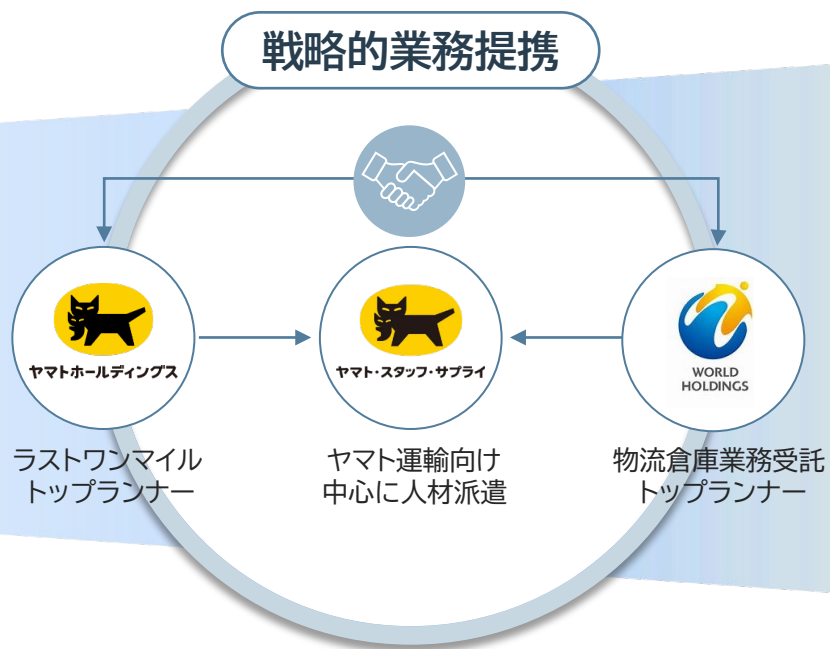 戦略的業務提携
ヤマトホールディングス
ヤマト・スタッフ・サプライ
WORLD
HOLDINGS
ラストワンマイル
トップランナー
ヤマト運輸向け
中心に人材派遣
物流倉庫業務受託
トップランナー